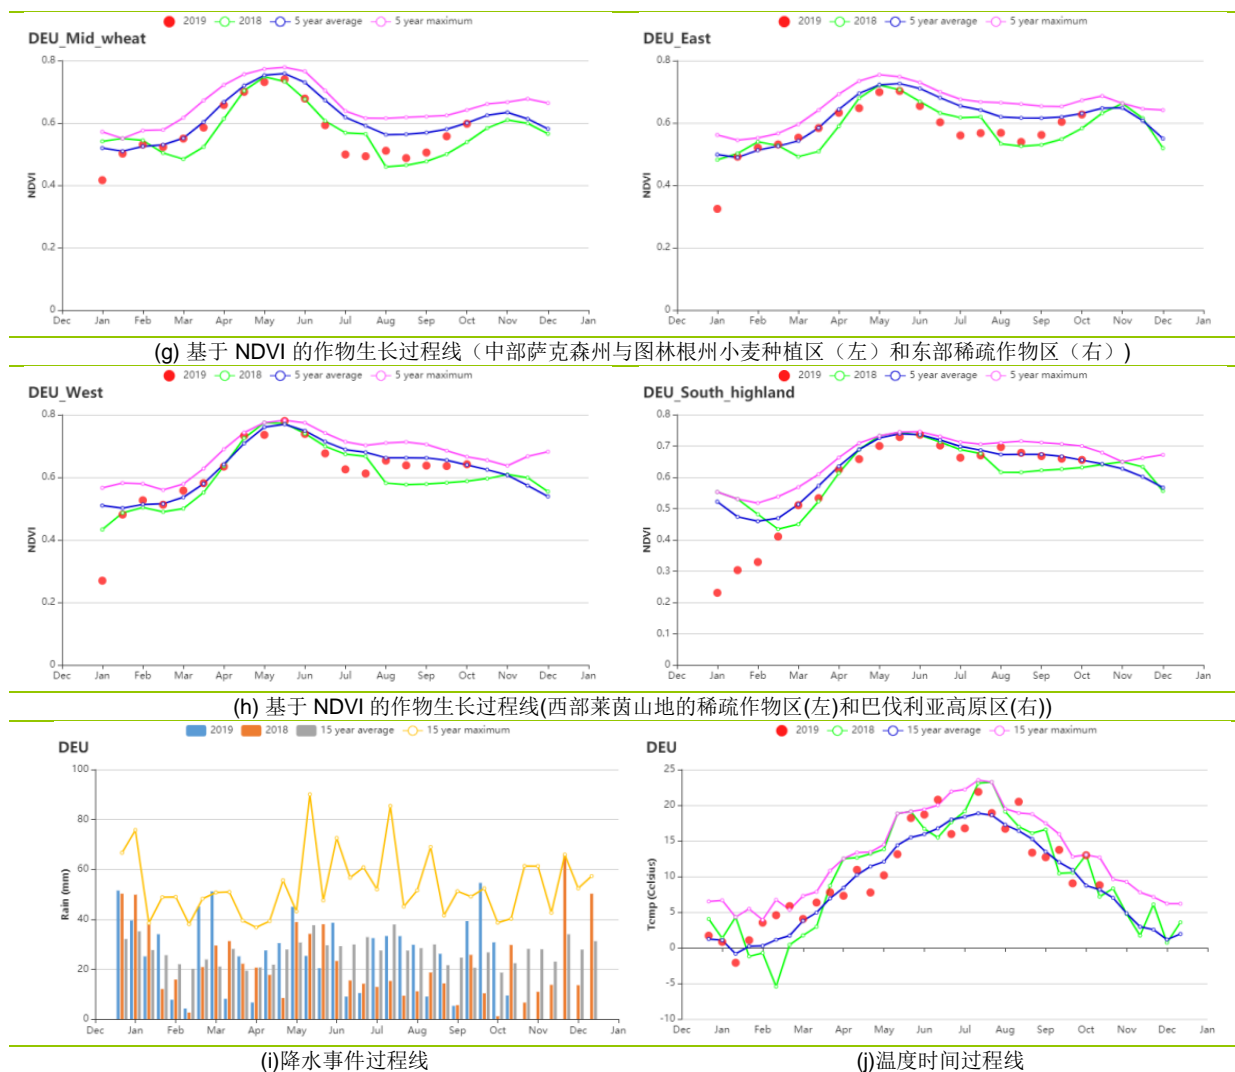 2019 2018 5 year average 5 year maximum
DEU_Mid_wheat
0.8
0.6
0.4
0.2
0
NDVI
Dec Jan Feb Mar Apr May Jun Jul Aug Sep Oct Nov Dec Jan
2019 2018 5 year average 5 year maximum
DEU_East
0.8
0.6
0.4
0.2
0
NDVI
Dec Jan Feb Mar Apr May Jun Jul Aug Sep Oct Nov Dec Jan
(g) 基于 NDVI 的作物生长过程线（中部萨克森州与图林根州小麦种植区（左）和东部稀疏作物区（右）)
2019 2018 5 year average 5 year maximum
DEU_West
0.8
0.6
0.4
0.2
0
NDVI
Dec Jan Feb Mar Apr May Jun Jul Aug Sep Oct Nov Dec Jan
2019 2018 5 year average 5 year maximum
DEU_South_highland
0.8
0.7
0.6
0.5
0.4
0.3
0.2
0.1
0
NDVI
Dec Jan Feb Mar Apr May Jun Jul Aug Sep Oct Nov Dec Jan
(h) 基于 NDVI 的作物生长过程线(西部莱茵山地的稀疏作物区(左)和巴伐利亚高原区(右))
2019 2018 15 year average 15 year maximum
DEU
100
80
60
40
20
0
Rain (mm)
Dec Jan Feb Mar Apr May Jun Jul Aug Sep Oct Nov Dec Jan
2019 2018 15 year average 15 year maximum
DEU
25
20
15
10
5
0
-5
-10
Temp (Celsius)
Dec Jan Feb Mar Apr May Jun Jul Aug Sep Oct Nov Dec Jan
(i)降水事件过程线
(j)温度时间过程线